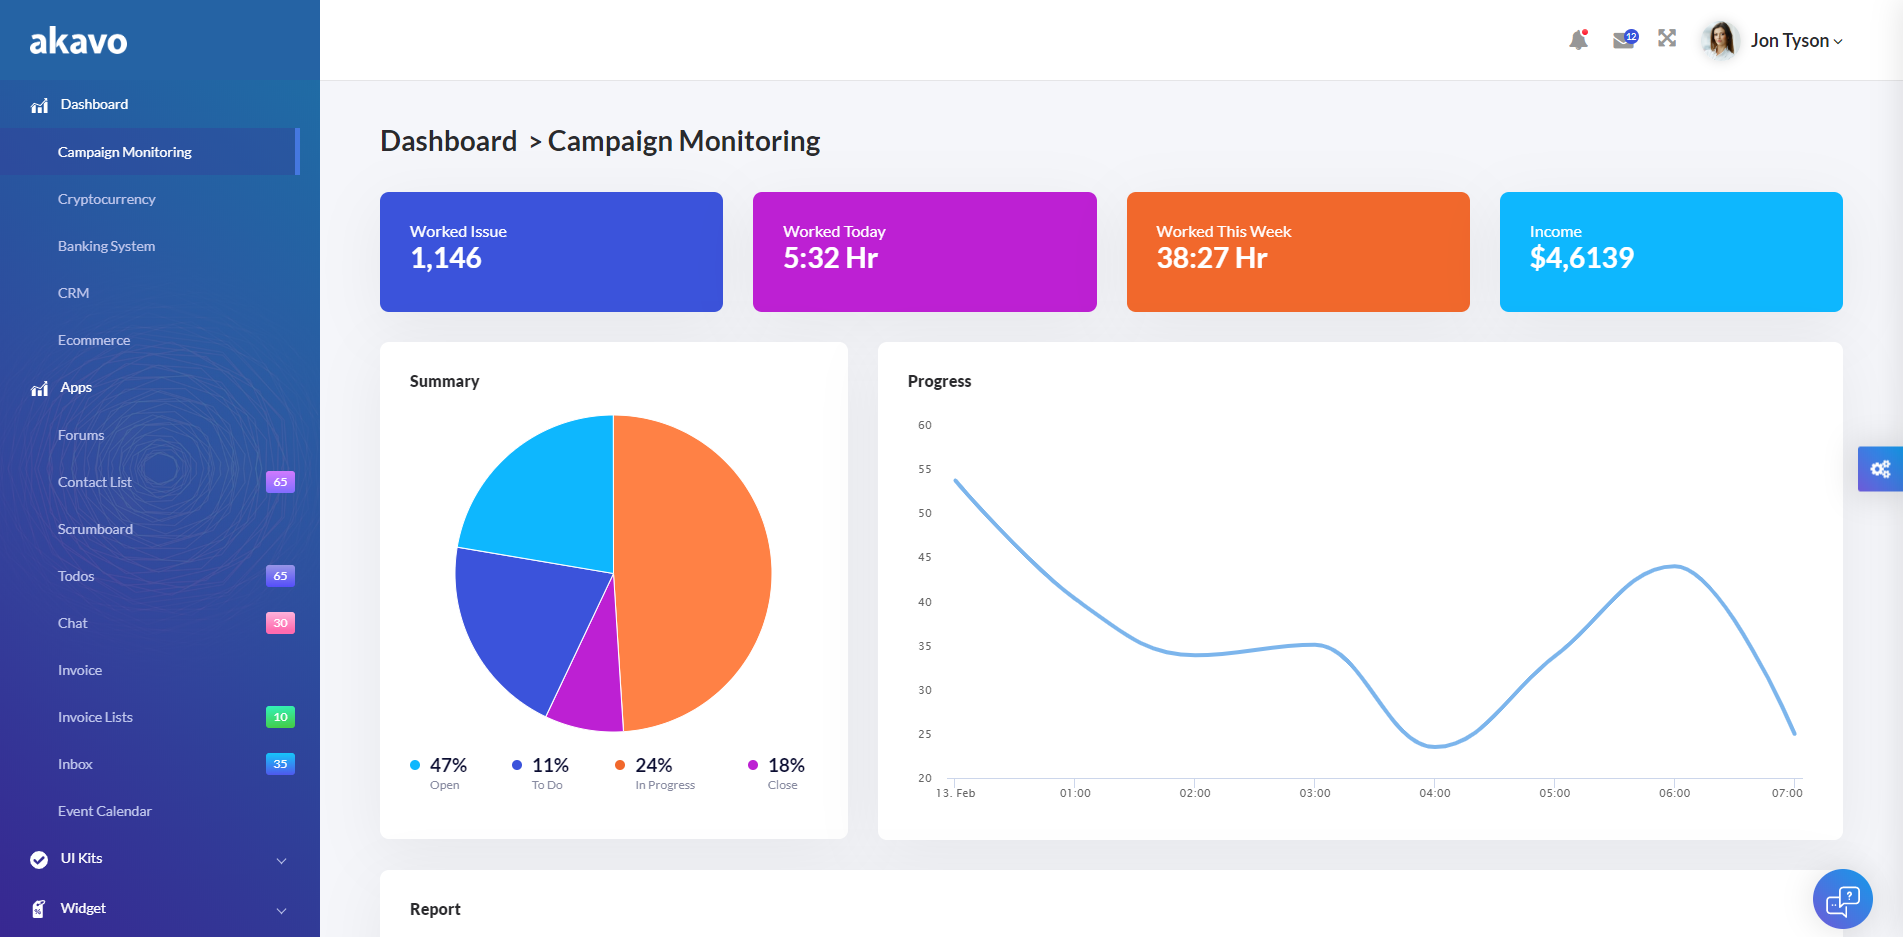 akavo
12
Jon Tyson
Dashboard
Campaign Monitoring
Cryptocurrency
Banking System
CRM
Ecommerce
Apps
Forums
Contact List 65
Scrumboard
Todos 65
Chat 30
Invoice
Invoice Lists 10
Inbox 35
Event Calendar
UI Kits
Widget
Dashboard > Campaign Monitoring
Worked Issue
1,146
Worked Today
5:32 Hr
Worked This Week
38:27 Hr
Income
$4,6139
Summary
47%
Open
11%
To Do
24%
In Progress
18%
Close
Progress
60
55
50
45
40
35
30
25
20
13. Feb 01:00 02:00 03:00 04:00 05:00 06:00 07:00
Report